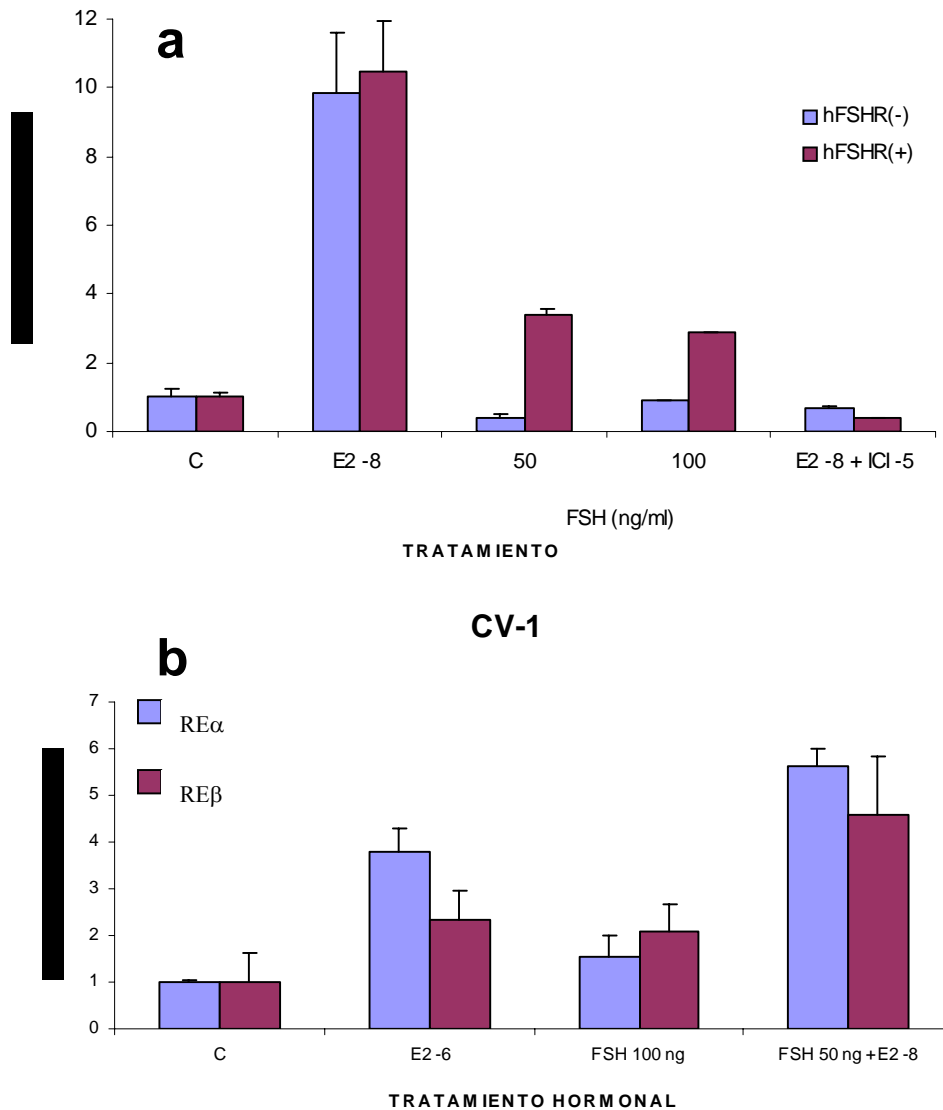 a
12
10
8
6
4
2
0
hFSHR(-)
hFSHR(+)
C
E2 -8
50
100
E2 -8 + ICI -5
FSH (ng/ml)
TRATAMIENTO
CV-1
b
7
6
5
4
3
2
1
0
REα
REβ
C
E2 -6
FSH 100 ng
FSH 50 ng +E2 -8
TRATAMIENTO HORMONAL